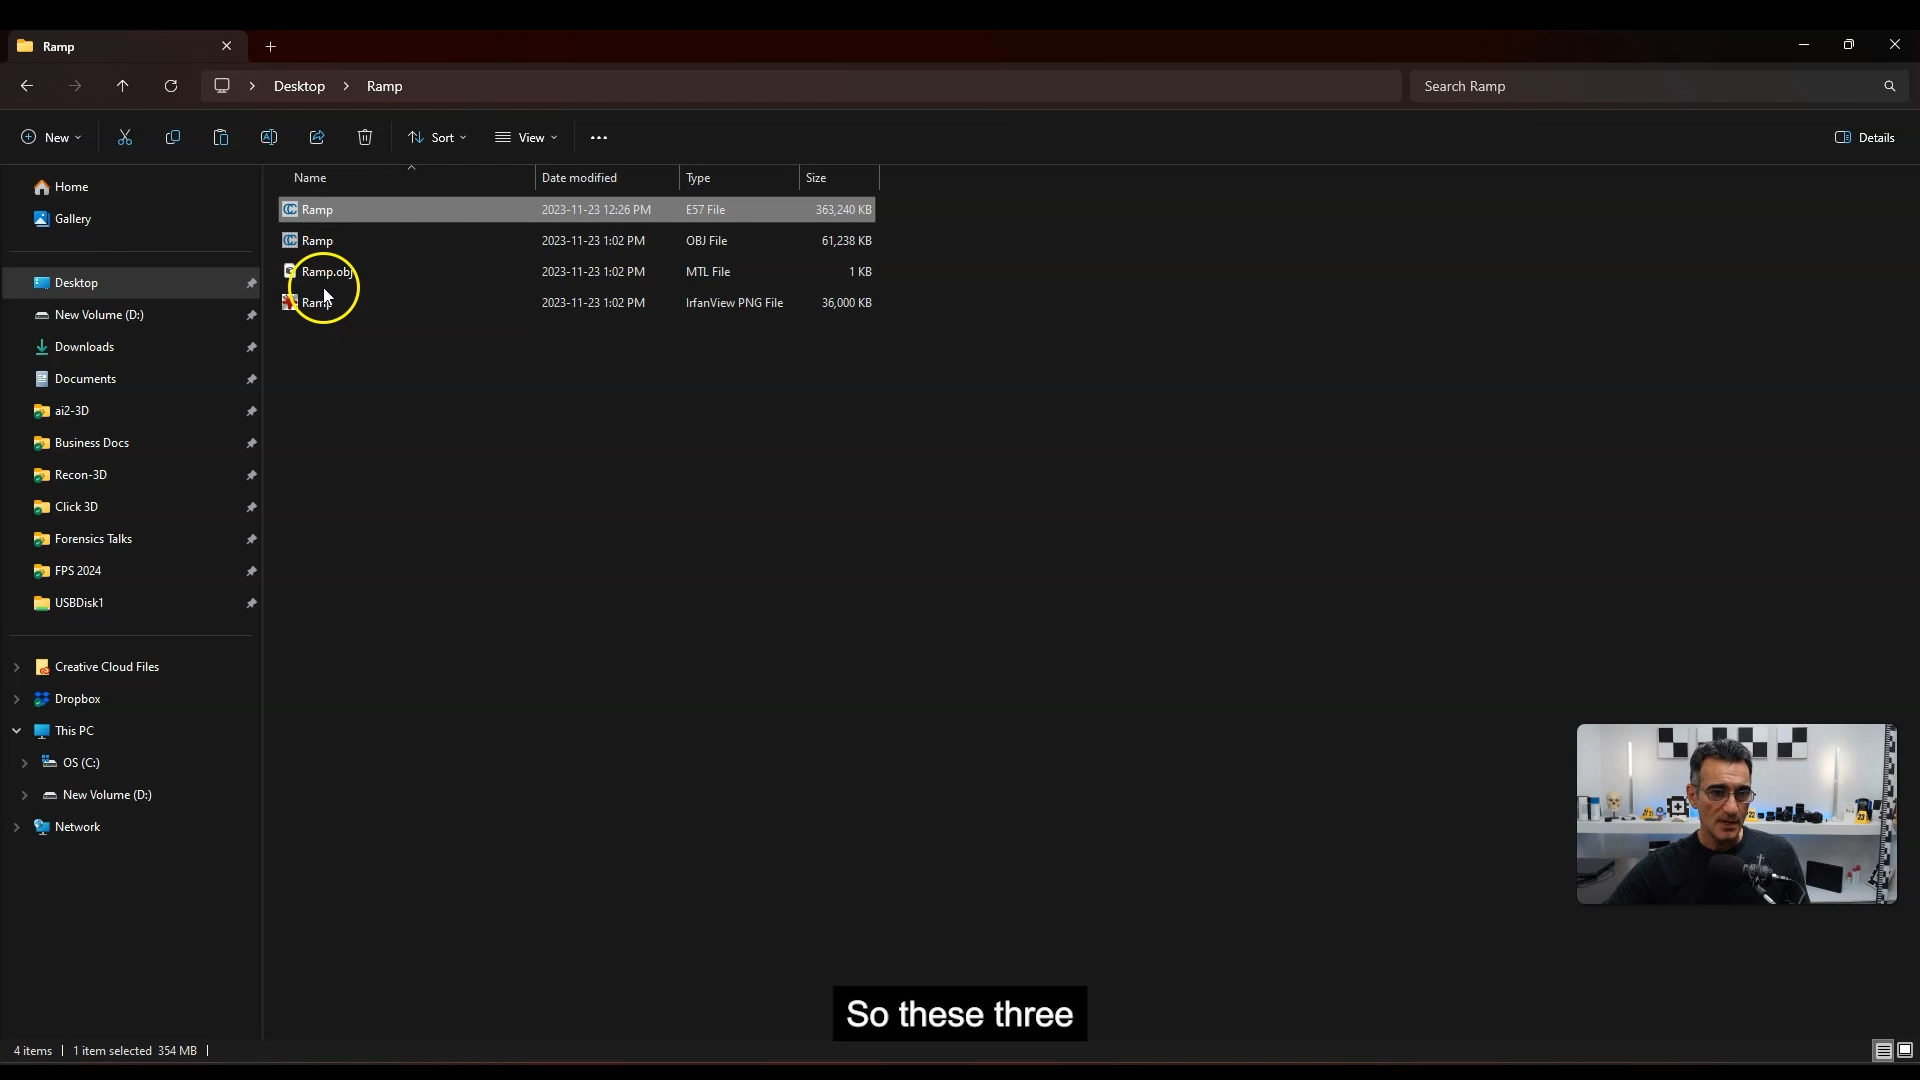 Ramp
Desktop > Ramp
Search Ramp
New
Sort
View
Details
Name Date modified Type Size
Ramp 2023-11-23 12:26 PM E57 File 363,240 KB
Ramp 2023-11-23 1:02 PM OBJ File 61,238 KB
Ramp.obj 2023-11-23 1:02 PM MTL File 1 KB
Ramp 2023-11-23 1:02 PM IrfanView PNG File 36,000 KB
Home
Gallery
Desktop
New Volume (D:)
Downloads
Documents
ai2-3D
Business Docs
Recon-3D
Click 3D
Forensics Talks
FPS 2024
USBDisk1
Creative Cloud Files
Dropbox
This PC
OS (C:)
New Volume (D:)
Network
23
So these three
4 items 1 item selected 354 MB